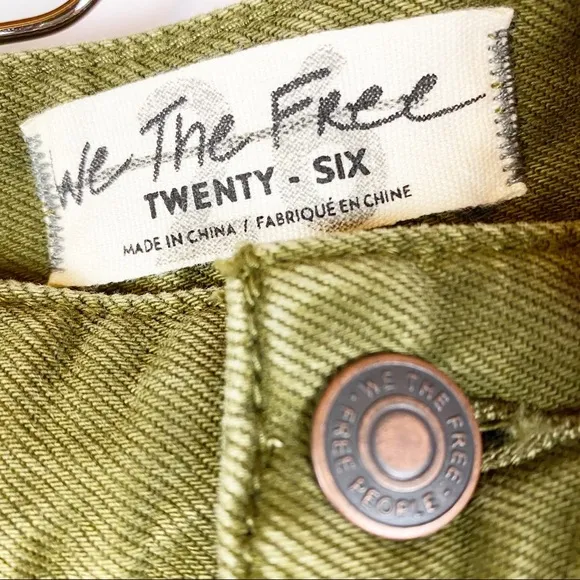 We The Free
TWENTY - SIX
MADE IN CHINA / FABRIQUÉ EN CHINE
· WE THE FREE ·
FREE PEOPLE